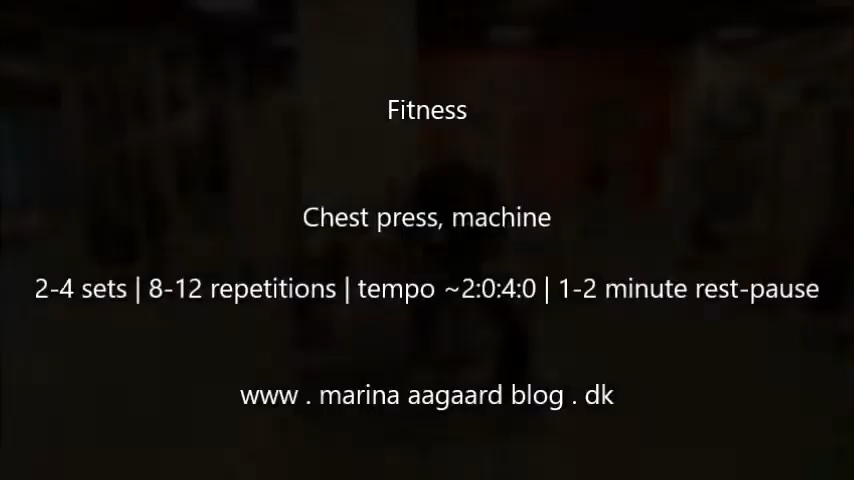 Fitness
Chest press, machine
2-4 sets | 8-12 repetitions | tempo ~2:0:4:0 | 1-2 minute rest-pause
www . marina aagaard blog . dk